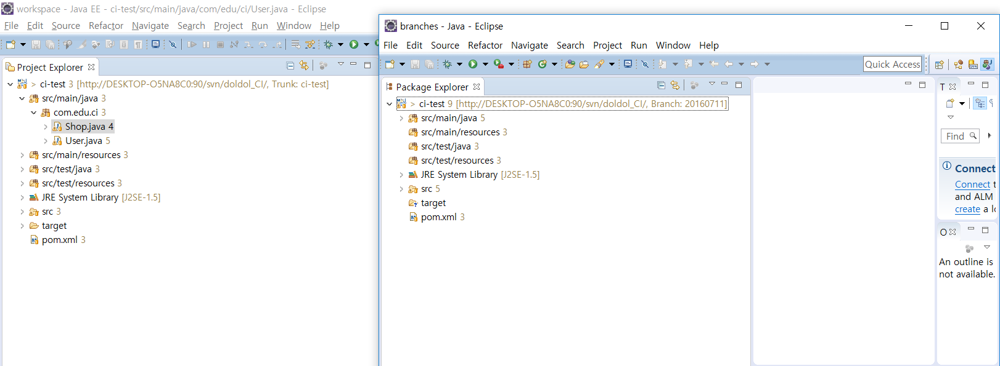 workspace - Java EE - ci-test/src/main/java/com/edu/ci/User.java - Eclipse
File Edit Source Refactor Navigate Search Project Run Window Help
Project Explorer
> ci-test 3 [http://DESKTOP-O5NA8C0:90/svn/doldol_CI/, Trunk: ci-test]
src/main/java 3
com.edu.ci 3
Shop.java 4
User.java 5
src/main/resources 3
src/test/java 3
src/test/resources 3
JRE System Library [J2SE-1.5]
src 3
target
pom.xml 3
branches - Java - Eclipse
File Edit Source Refactor Navigate Search Project Run Window Help
Quick Access
Package Explorer
> ci-test 9 [http://DESKTOP-O5NA8C0:90/svn/doldol_CI/, Branch: 20160711]
src/main/java 5
src/main/resources 3
src/test/java 3
src/test/resources 3
JRE System Library [J2SE-1.5]
src 5
target
pom.xml 3
T
Find
Connect
Connect t
and ALM
create a lo
O
An outline is
not available.